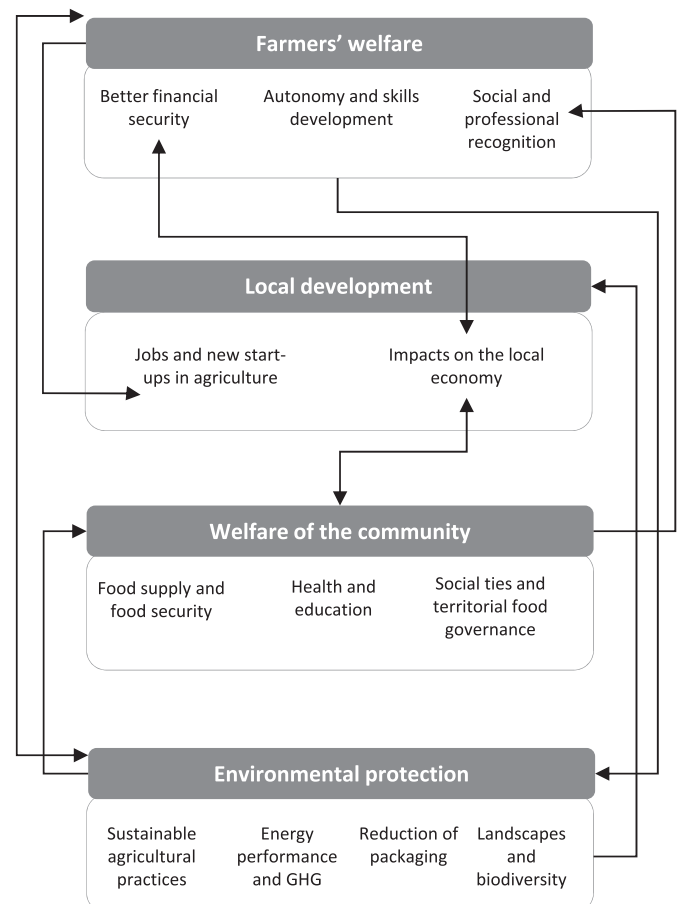 Farmers’ welfare
Better financial
security
Autonomy and skills
development
Social and
professional
recognition
Local development
Jobs and new start-
ups in agriculture
Impacts on the local
economy
Welfare of the community
Food supply and
food security
Health and
education
Social ties and
territorial food
governance
Environmental protection
Sustainable
agricultural
practices
Energy
performance
and GHG
Reduction of
packaging
Landscapes
and
biodiversity